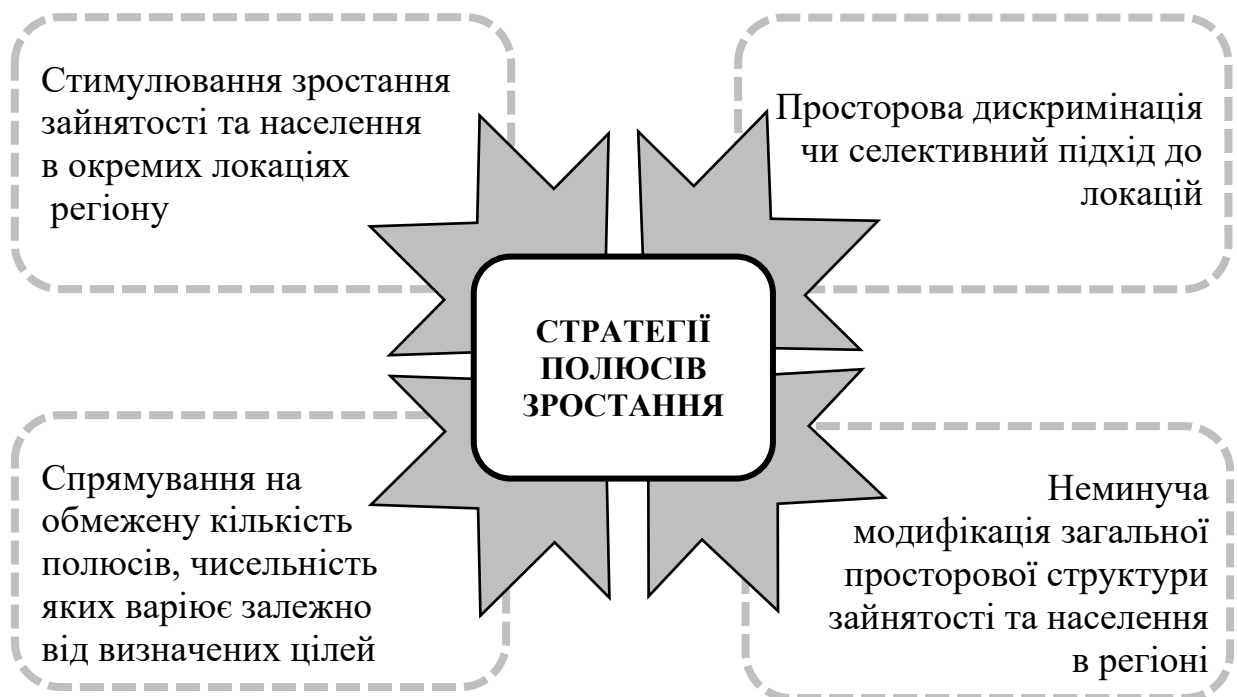 Стимулювання зростання
зайнятості та населення
в окремих локаціях
регіону
Просторова дискримінація
чи селективний підхід до
локацій
СТРАТЕГІЇ
ПОЛЮСІВ
ЗРОСТАННЯ
Спрямування на
обмежену кількість
полюсів, чисельність
яких варіює залежно
від визначених цілей
Неминуча
модифікація загальної
просторової структури
зайнятості та населення
в регіоні